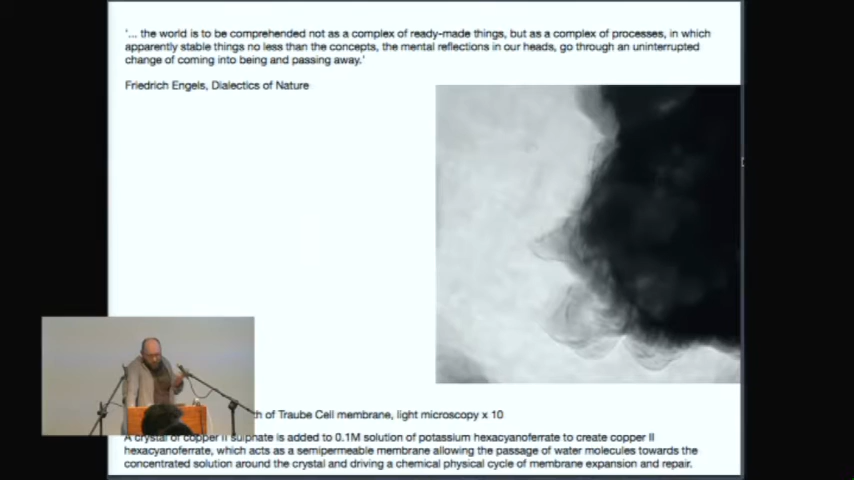 '... the world is to be comprehended not as a complex of ready-made things, but as a complex of processes, in which
apparently stable things no less than the concepts, the mental reflections in our heads, go through an uninterrupted
change of coming into being and passing away.'
Friedrich Engels, Dialectics of Nature
th of Traube Cell membrane, light microscopy x 10
A crystal of copper II sulphate is added to 0.1M solution of potassium hexacyanoferrate to create copper II
hexacyanoferrate, which acts as a semipermeable membrane allowing the passage of water molecules towards the
concentrated solution around the crystal and driving a chemical physical cycle of membrane expansion and repair.